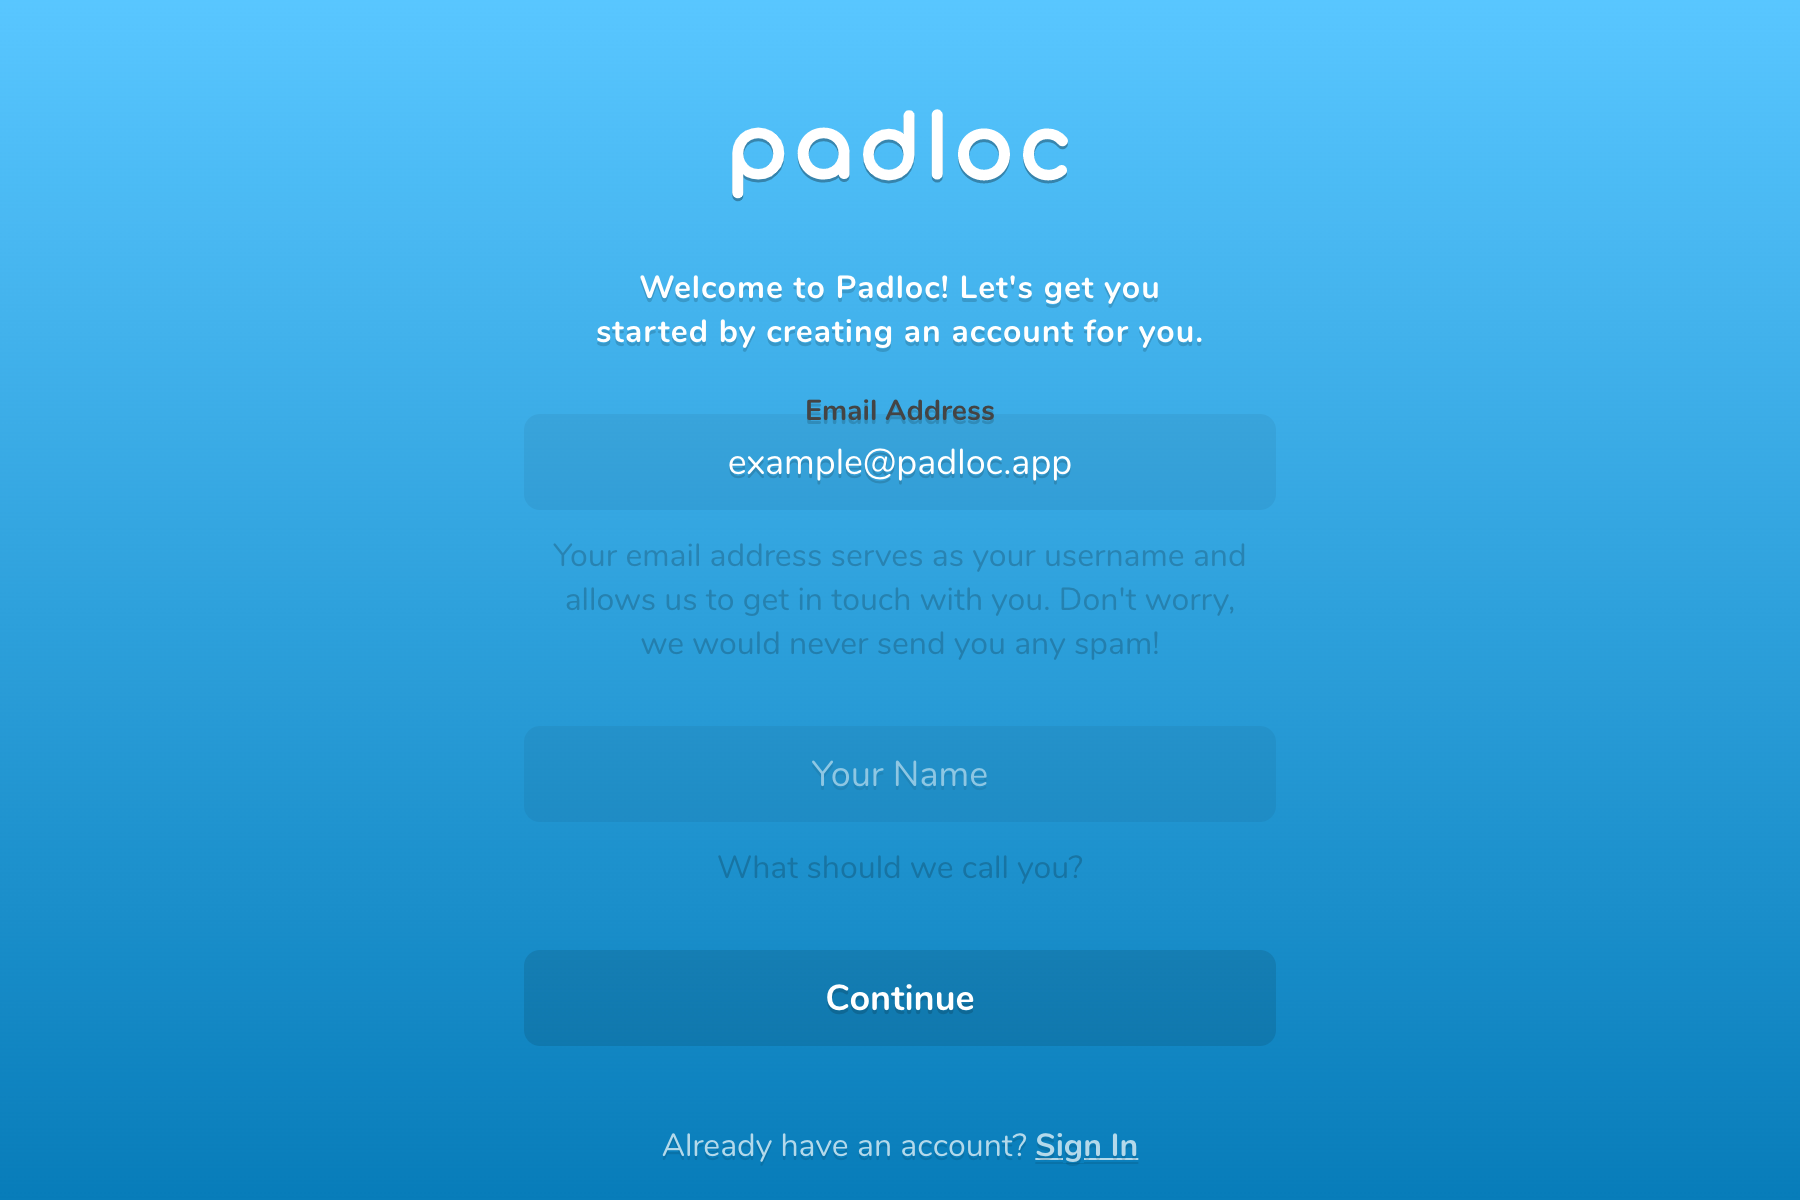 padloc
Welcome to Padloc! Let's get you
started by creating an account for you.
Email Address
example@padloc.app
Your email address serves as your username and
allows us to get in touch with you. Don't worry,
we would never send you any spam!
Your Name
What should we call you?
Continue
Already have an account? Sign In